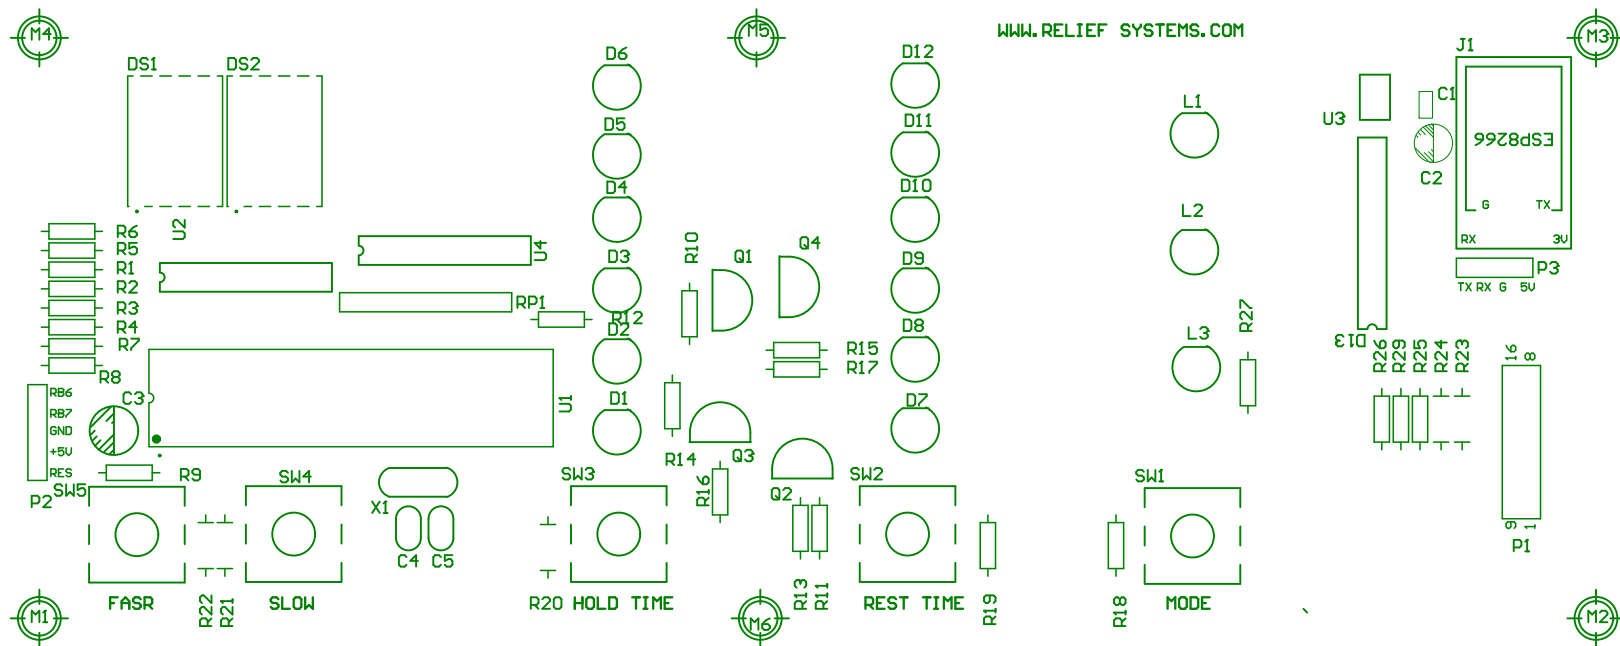 WWW.RELIEF SYSTEMS.COM
M4
M5
M3
J1
DS1
DS2
D6
D12
L1
U3
C1
D5
D11
ESP8266
C2
D4
D10
L2
G
TX
RX
3V
U2
R6
R5
R1
R2
R3
R4
R7
R8
U4
D3
R10
Q1
Q4
D9
P3
TX
RX
G
5V
RP1
R12
D2
D8
L3
R27
D13
R15
R17
R26
R29
R25
R24
R23
16
8
RB6
RB7
GND
+5V
RES
C3
U1
D1
D7
R14
Q3
R9
SW5
P2
SW4
X1
SW3
R16
Q2
SW2
SW1
C4
C5
9
1
P1
FASR
R22
R21
SLOW
R20
HOLD TIME
R13
R11
REST TIME
R19
R18
MODE
M1
M6
M2